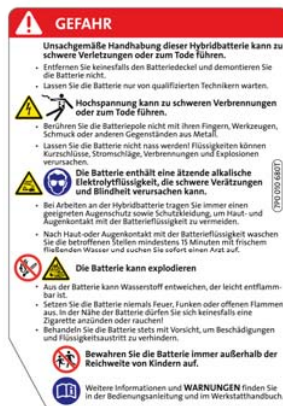 GEFAHR
Unsachgemäße Handhabung dieser Hybridbatterie kann zu
schwere Verletzungen oder zum Tode führen.
• Entfernen Sie keinesfalls den Batteriedeckel und demontieren Sie
die Batterie nicht.
• Lassen Sie die Batterie nur von qualifizierten Technikern warten.
Hochspannung kann zu schweren Verbrennungen
oder zum Tode führen.
• Berühren Sie die Batteriepole nicht mit ihren Fingern, Werkzeugen,
Schmuck oder anderen Gegenständen aus Metall.
• Lassen Sie die Batterie nicht nass werden! Flüssigkeiten können
Kurzschlüsse, Stromschläge, Verbrennungen und Explosionen
verursachen.
Die Batterie enthält eine ätzende alkalische
Elektrolytflüssigkeit, die schwere Verätzungen
und Blindheit verursachen kann.
• Bei Arbeiten an der Hybridbatterie tragen Sie immer einen
geeigneten Augenschutz sowie Schutzkleidung, um Haut- und
Augenkontakt mit der Batterieflüssigkeit zu vermeiden.
• Nach Haut-oder Augenkontakt mit der Batterieflüssigkeit waschen
Sie die betroffenen Stellen mindestens 15 Minuten mit frischem
fließenden Wasser und suchen Sie sofort einen Arzt auf.
Die Batterie kann explodieren
• Aus der Batterie kann Wasserstoff entweichen, der leicht entflamm-
bar ist.
• Setzen Sie die Batterie niemals Feuer, Funken oder offenen Flammen
aus. In der Nähe der Batterie dürfen Sie sich keinesfalls eine
Zigarette anzünden oder rauchen!
• Behandeln Sie die Batterie stets mit Vorsicht, um Beschädigungen
und Flüssigkeitsaustritt zu verhindern.
Bewahren Sie die Batterie immer außerhalb der
Reichweite von Kindern auf.
Weitere Informationen und WARNUNGEN finden Sie
in der Bedienungsanleitung und im Werkstatthandbuch.
7P0 010 680T